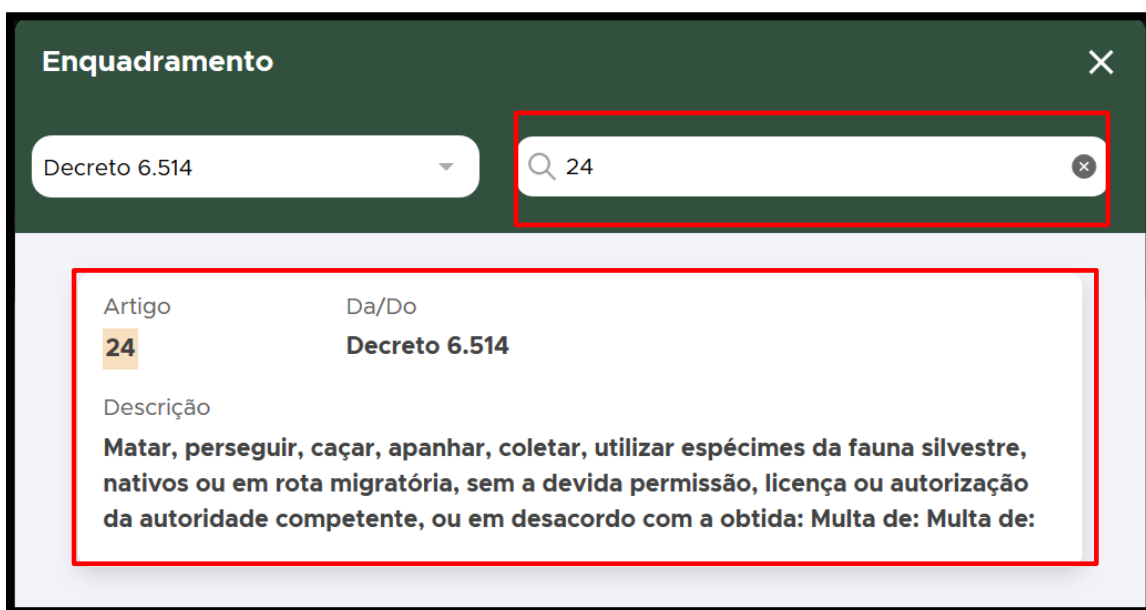 Enquadramento
Decreto 6.514
24
Artigo
Da/Do
24
Decreto 6.514
Descrição
Matar, perseguir, caçar, apanhar, coletar, utilizar espécimes da fauna silvestre,
nativos ou em rota migratória, sem a devida permissão, licença ou autorização
da autoridade competente, ou em desacordo com a obtida: Multa de: Multa de: